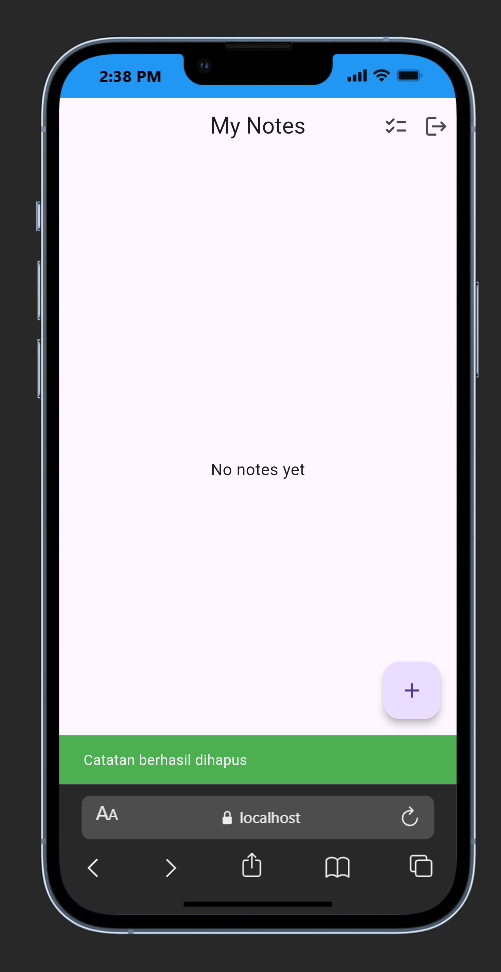 2:38 PM
My Notes
No notes yet
+
Catatan berhasil dihapus
AA localhost